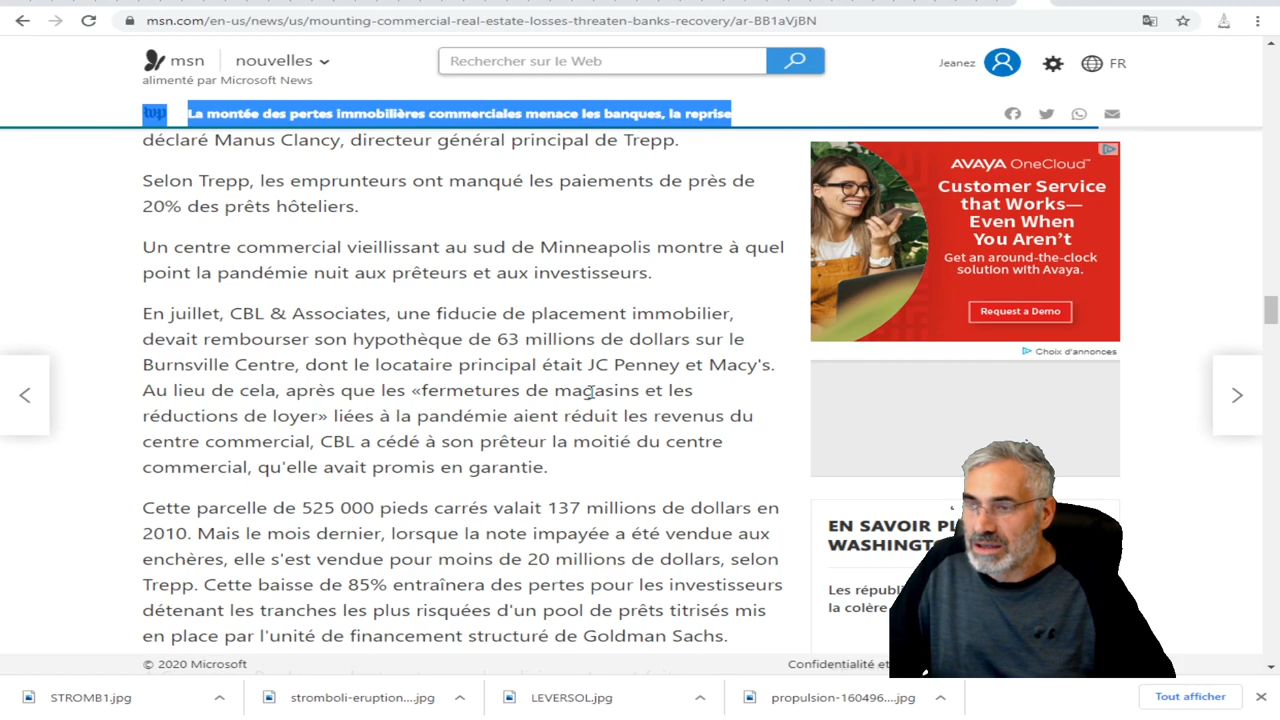 msn.com/en-us/news/us/mounting-commercial-real-estate-losses-threaten-banks-recovery/ar-BB1aVjBN
msn nouvelles
alimenté par Microsoft News
Rechercher sur le Web
Jeanez
FR
wp La montée des pertes immobilières commerciales menace les banques, la reprise
déclaré Manus Clancy, directeur général principal de Trepp.
Selon Trepp, les emprunteurs ont manqué les paiements de près de
20% des prêts hôteliers.
Un centre commercial vieillissant au sud de Minneapolis montre à quel
point la pandémie nuit aux prêteurs et aux investisseurs.
En juillet, CBL & Associates, une fiducie de placement immobilier,
devait rembourser son hypothèque de 63 millions de dollars sur le
Burnsville Centre, dont le locataire principal était JC Penney et Macy's.
Au lieu de cela, après que les «fermetures de magasins et les
réductions de loyer» liées à la pandémie aient réduit les revenus du
centre commercial, CBL a cédé à son prêteur la moitié du centre
commercial, qu'elle avait promis en garantie.
Cette parcelle de 525 000 pieds carrés valait 137 millions de dollars en
2010. Mais le mois dernier, lorsque la note impayée a été vendue aux
enchères, elle s'est vendue pour moins de 20 millions de dollars, selon
Trepp. Cette baisse de 85% entraînera des pertes pour les investisseurs
détenant les tranches les plus risquées d'un pool de prêts titrisés mis
en place par l'unité de financement structuré de Goldman Sachs.
AVAYA OneCloud™
Customer Service
that Works—
Even When
You Aren't
Get an around-the-clock
solution with Avaya.
Request a Demo
Choix d'annonces
EN SAVOIR PL
WASHINGT
Les républi
la colère
© 2020 Microsoft
Confidentialité et
STROMB1.jpg
stromboli-eruption....jpg
LEVERSOL.jpg
propulsion-160496....jpg
Tout afficher